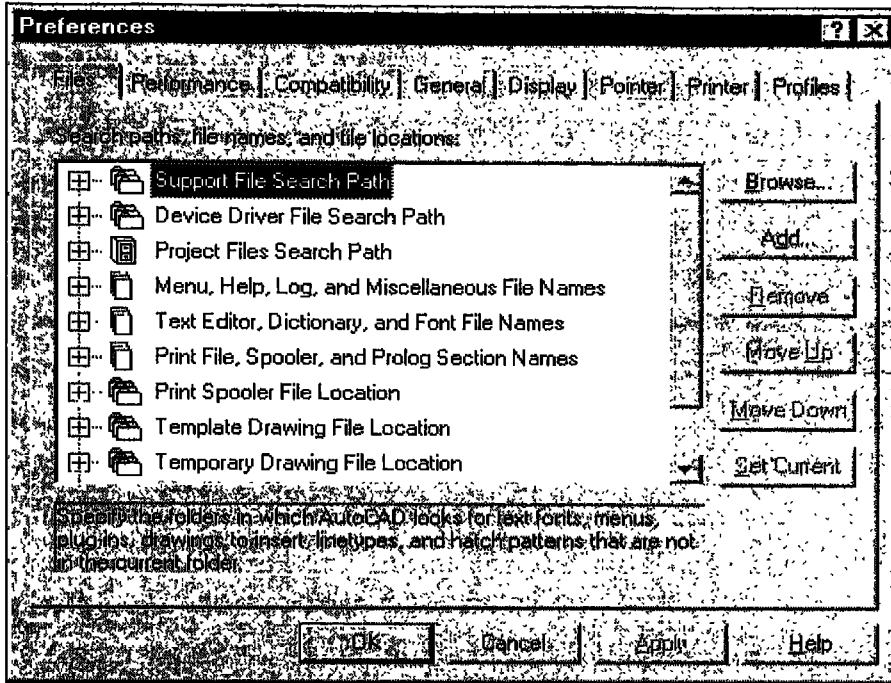 Preferences
Files Performance Compatibility General Display Pointer Printer Profiles
Search paths, file names, and file locations:
Support File Search Path
Device Driver File Search Path
Project Files Search Path
Menu, Help, Log, and Miscellaneous File Names
Text Editor, Dictionary, and Font File Names
Print File, Spooler, and Prolog Section Names
Print Spooler File Location
Template Drawing File Location
Temporary Drawing File Location
Browse...
Add...
Remove
Move Up
Move Down
Set Current
Specify the folders in which AutoCAD looks for text fonts, menus,
plug-ins, drawings to insert, linetypes, and hatch patterns that are not
in the current folder.
OK Cancel Apply Help